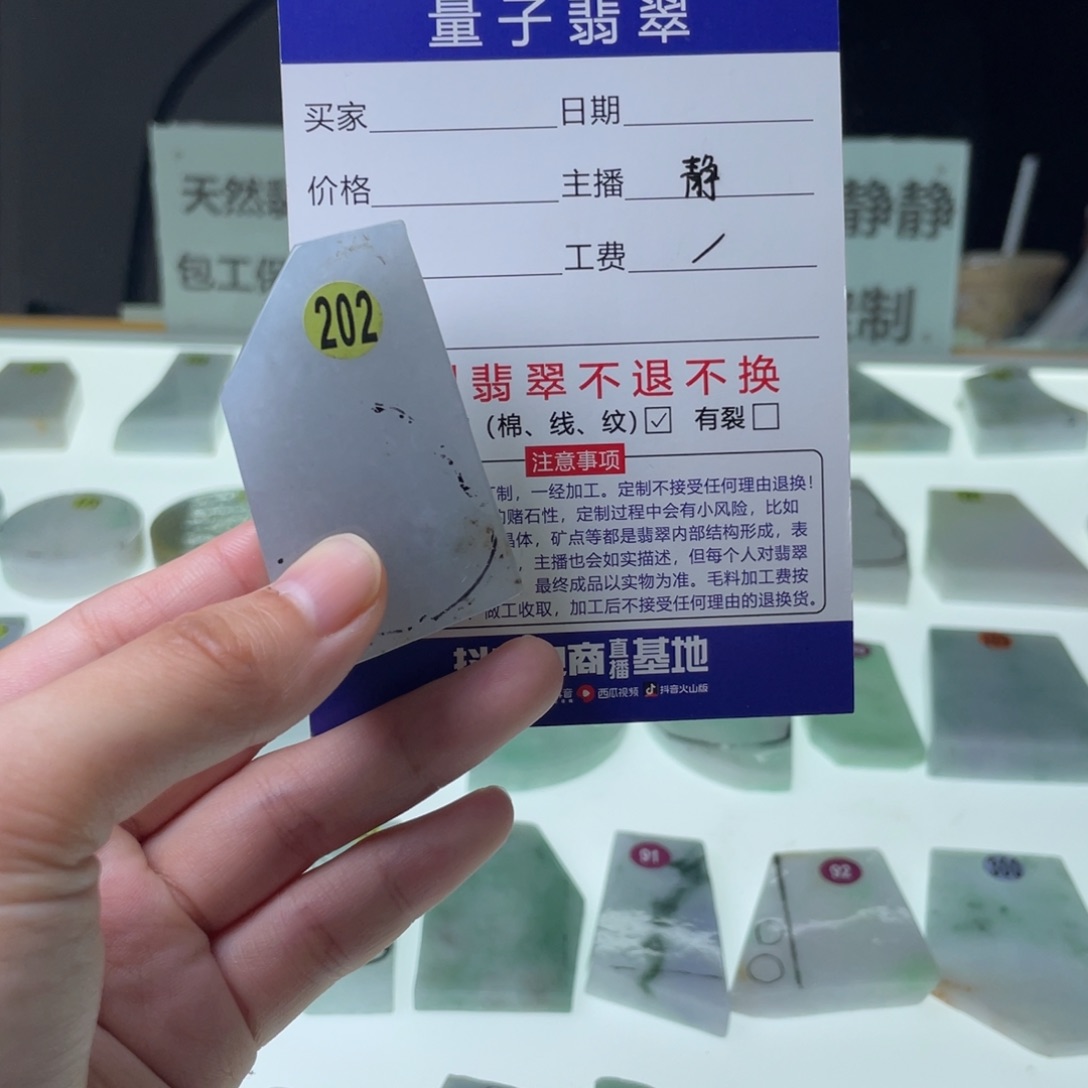 量子翡翠
买家 日期
价格 主播 静
工费 /
翡翠不退不换
(棉、线、纹)☑ 有裂☐
注意事项
制，一经加工。定制不接受任何理由退换！
赌石性，定制过程中会有小风险，比如
晶体，矿点等都是翡翠内部结构形成，表
，主播也会如实描述，但每个人对翡翠
最终成品以实物为准。毛料加工费按
做工收取，加工后不接受任何理由的退换货。
商直播基地
西瓜视频 抖音火山版
202
天然
包工
静静
制
91
92